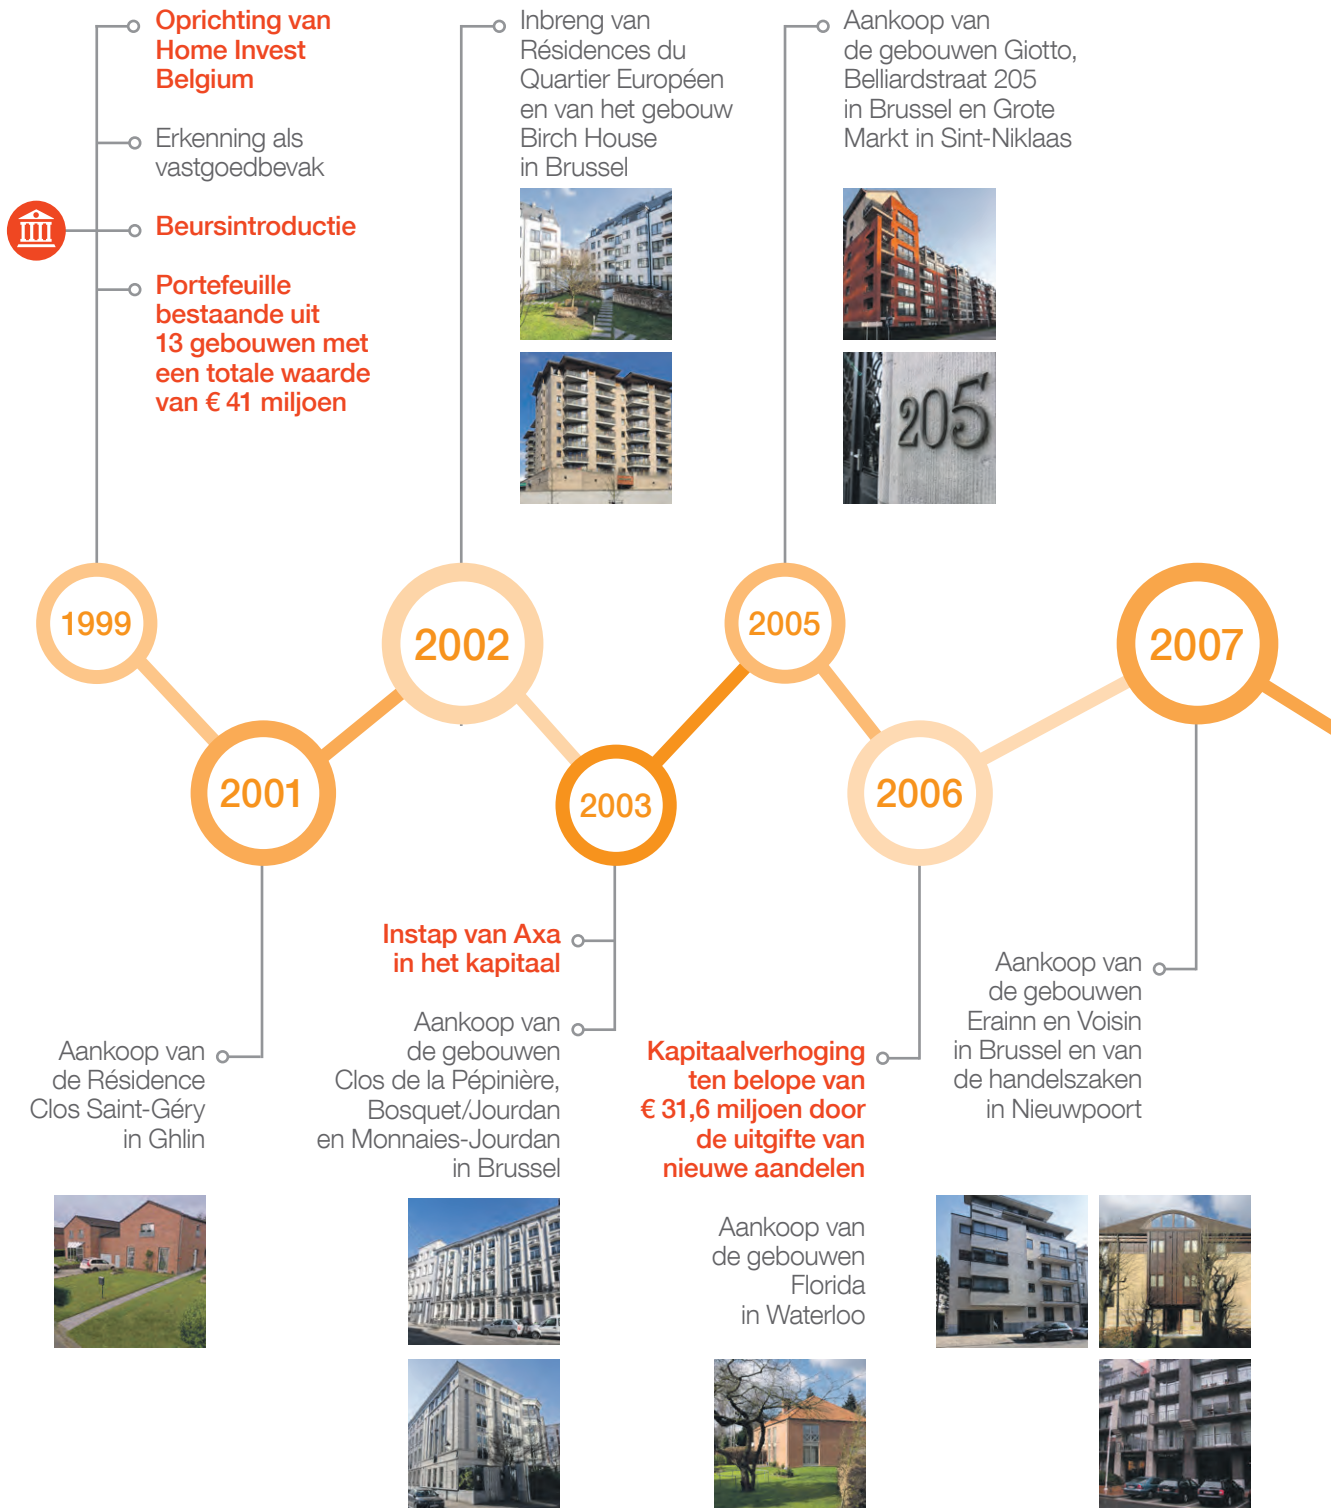 Oprichting van
Home Invest
Belgium
Erkenning als
vastgoedbevak
Beursintroductie
Portefeuille
bestaande uit
13 gebouwen met
een totale waarde
van € 41 miljoen
Inbreng van
Résidences du
Quartier Européen
en van het gebouw
Birch House
in Brussel
Aankoop van
de gebouwen Giotto,
Belliardstraat 205
in Brussel en Grote
Markt in Sint-Niklaas
205
1999
2002
2005
2007
2001
2003
2006
Aankoop van
de Résidence
Clos Saint-Géry
in Ghlin
Instap van Axa
in het kapitaal
Aankoop van
de gebouwen
Clos de la Pépinière,
Bosquet/Jourdan
en Monnaies-Jourdan
in Brussel
Kapitaalverhoging
ten belope van
€ 31,6 miljoen door
de uitgifte van
nieuwe aandelen
Aankoop van
de gebouwen
Florida
in Waterloo
Aankoop van
de gebouwen
Erainn en Voisin
in Brussel en van
de handelszaken
in Nieuwpoort